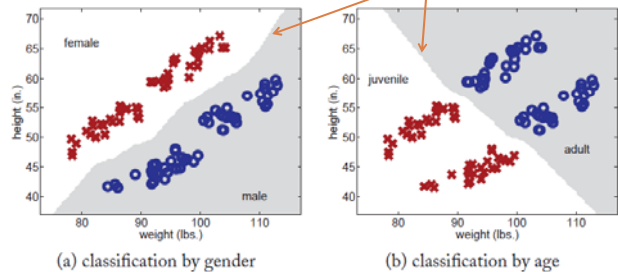 female
male
height (in.)
70
65
60
55
50
45
40
80
90
100
110
weight (lbs.)
(a) classification by gender
juvenile
adult
height (in.)
70
65
60
55
50
45
40
80
90
100
110
weight (lbs.)
(b) classification by age